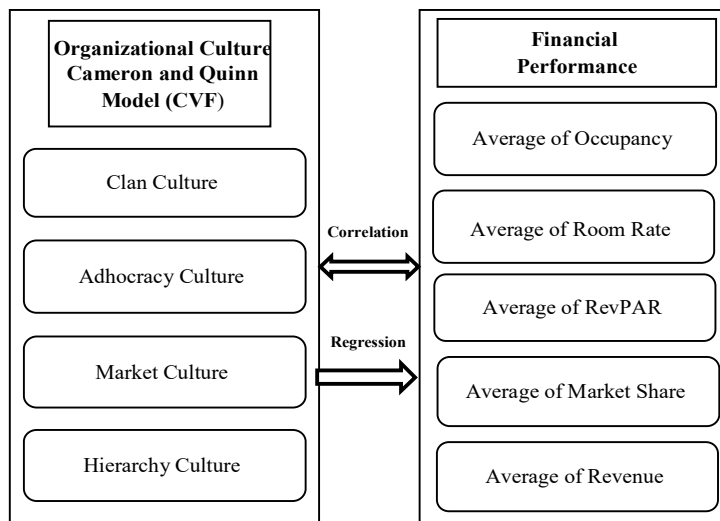 Organizational Culture
Cameron and Quinn
Model (CVF)
Clan Culture
Adhocracy Culture
Market Culture
Hierarchy Culture
Correlation
Regression
Financial
Performance
Average of Occupancy
Average of Room Rate
Average of RevPAR
Average of Market Share
Average of Revenue